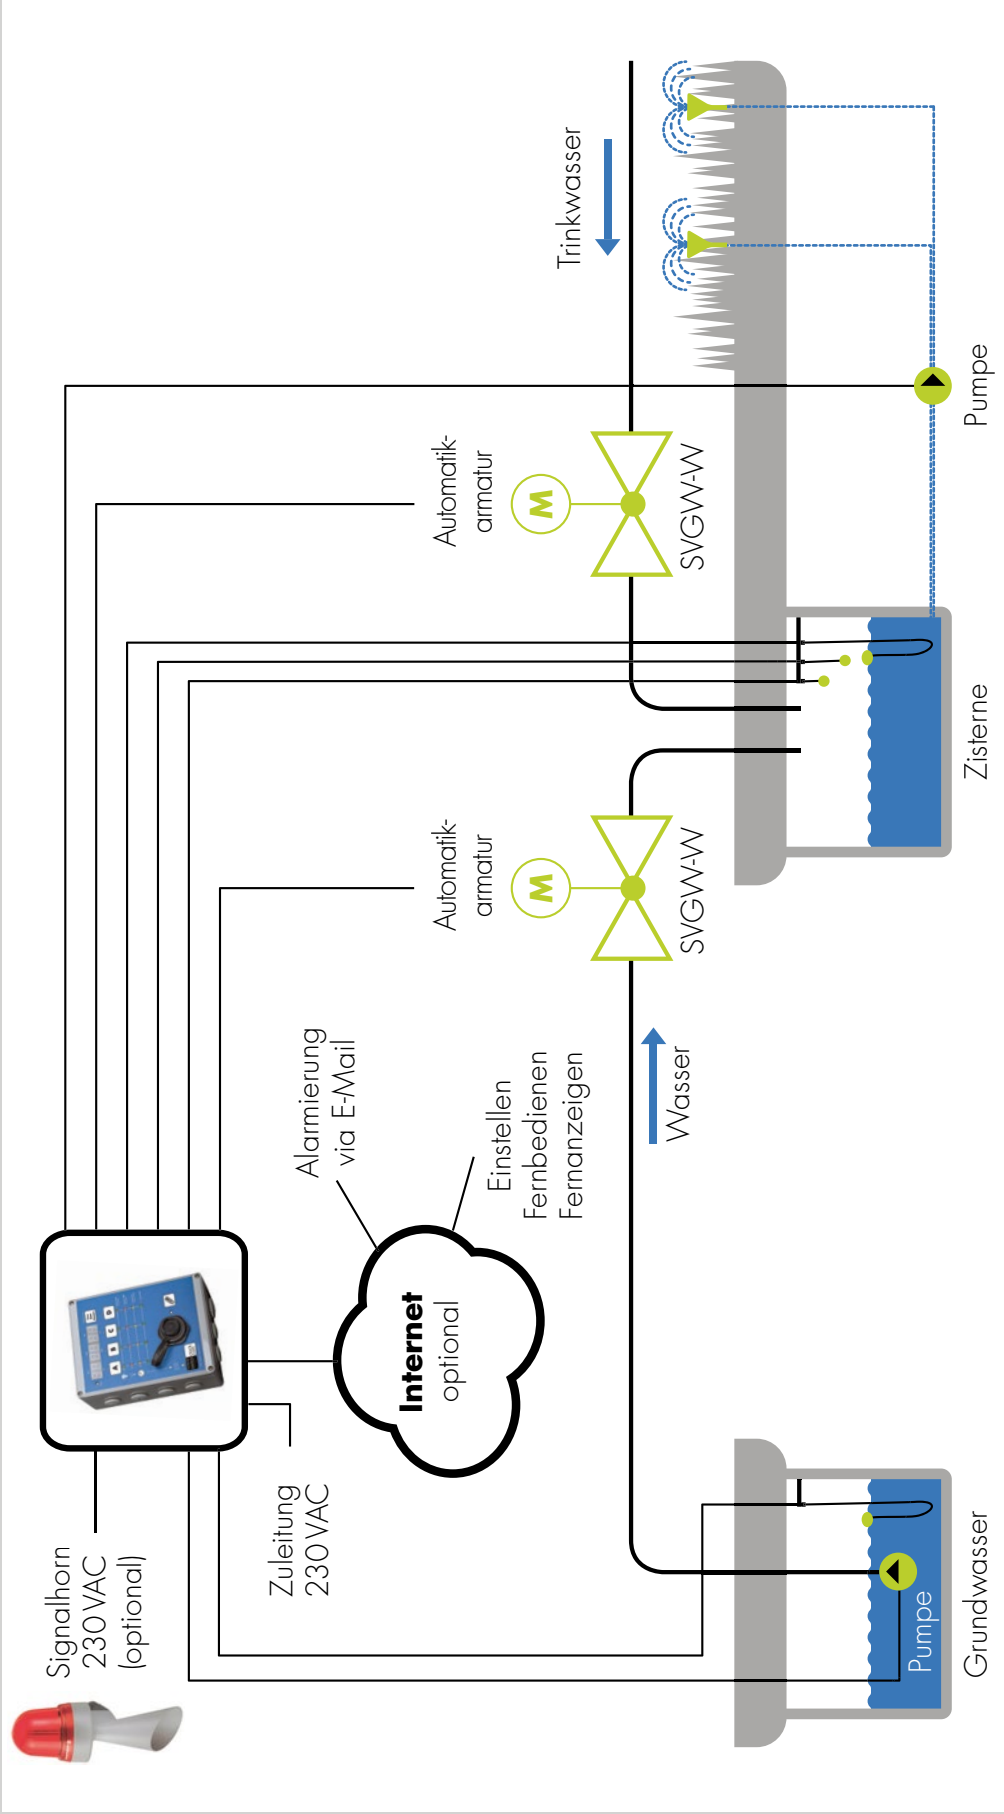 Signalhorn
230 VAC
(optional)
Zuleitung
230 VAC
Internet
optional
Alarmierung
via E-Mail
Einstellen
Fernbedienen
Fernanzeigen
Automatik-
armatur
W
SVGW-W
Automatik-
armatur
W
SVGW-W
Trinkwasser
Wasser
Pumpe
Grundwasser
Zisterne
Pumpe